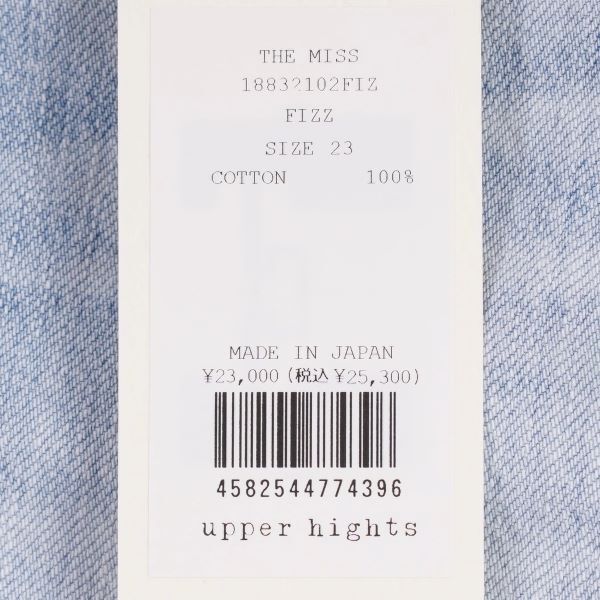 THE MISS
18832102FIZ
FIZZ
SIZE 23
COTTON 100%
MADE IN JAPAN
¥23,000(税込¥25,300)
4582544774396
upper hights